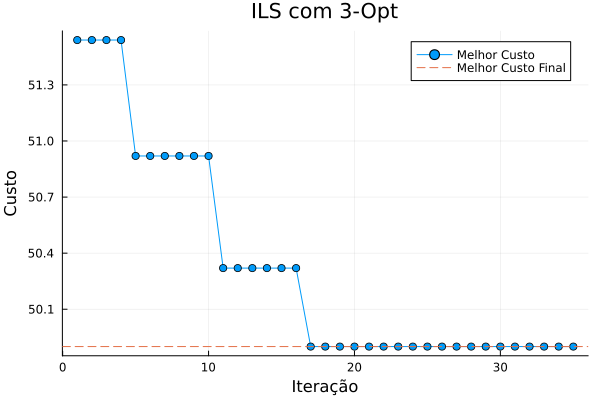 ILS com 3-Opt
Melhor Custo
Melhor Custo Final
51.3
51.0
50.7
50.4
50.1
Custo
0
10
20
30
Iteração